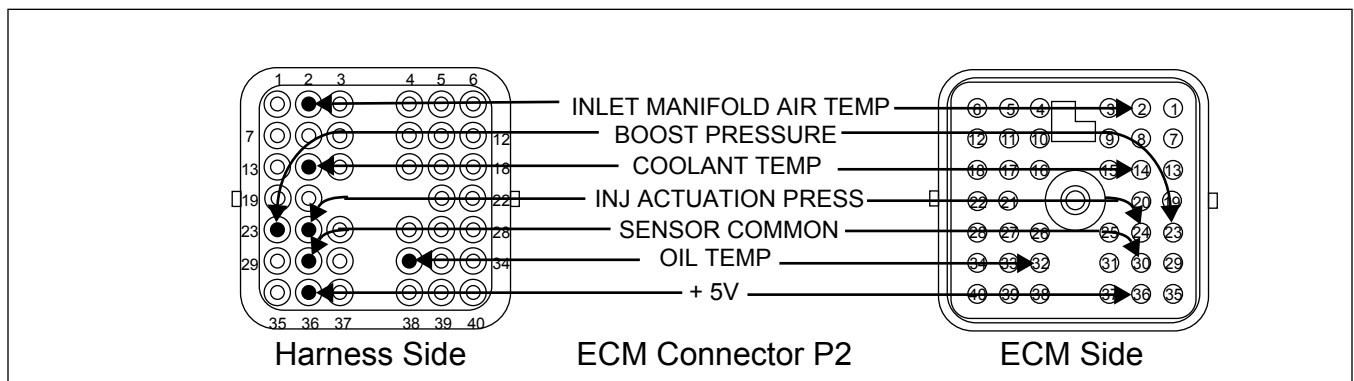 1 2 3 4 5 6
7 12
13 18
19 22
23 28
29 34
35 36 37 38 39 40
Harness Side
INLET MANIFOLD AIR TEMP
BOOST PRESSURE
COOLANT TEMP
INJ ACTUATION PRESS
SENSOR COMMON
OIL TEMP
+ 5V
ECM Connector P2
6 5 4 3 2 1
12 11 10 9 8 7
18 17 16 15 14 13
22 21 20 19
28 27 26 25 24 23
34 33 32 31 30 29
40 39 38 37 36 35
ECM Side